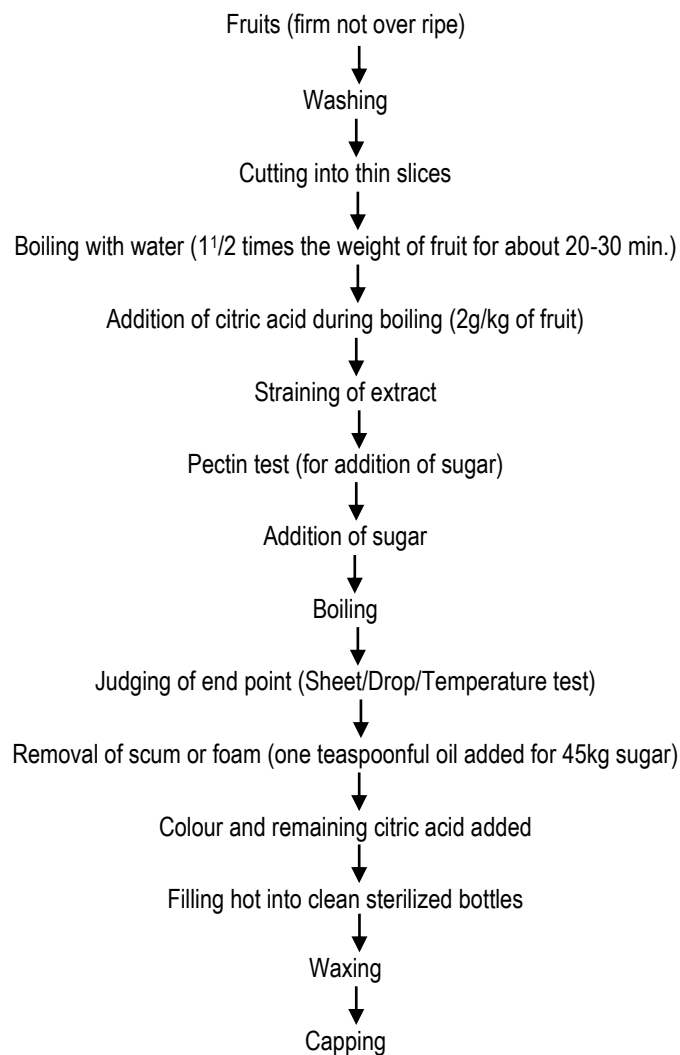 Fruits (firm not over ripe)
Washing
Cutting into thin slices
Boiling with water (1¹/2 times the weight of fruit for about 20-30 min.)
Addition of citric acid during boiling (2g/kg of fruit)
Straining of extract
Pectin test (for addition of sugar)
Addition of sugar
Boiling
Judging of end point (Sheet/Drop/Temperature test)
Removal of scum or foam (one teaspoonful oil added for 45kg sugar)
Colour and remaining citric acid added
Filling hot into clean sterilized bottles
Waxing
Capping